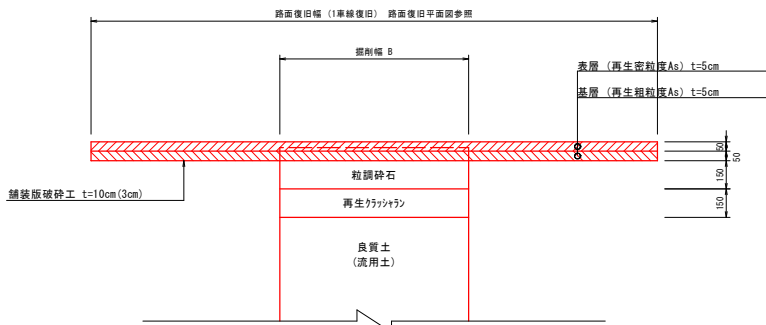 路面復旧幅 (1車線復旧) 路面復旧平面図参照
掘削幅 B
表層 (再生密粒度As) t=5cm
基層 (再生粗粒度As) t=5cm
50
50
粒調砕石
150
舗装版破砕工 t=10cm(3cm)
再生ｸﾗｯｼｬﾗﾝ
150
良質土
(流用土)